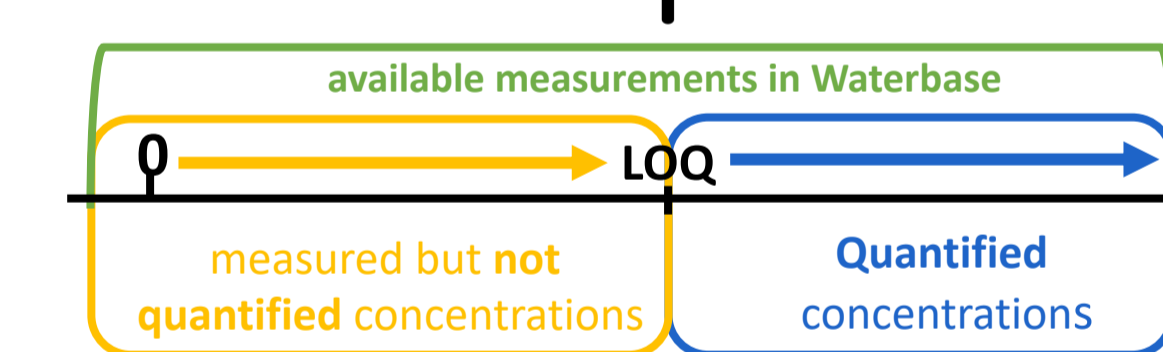 available measurements in Waterbase
0 LOQ
measured but not
quantified concentrations
Quantified
concentrations